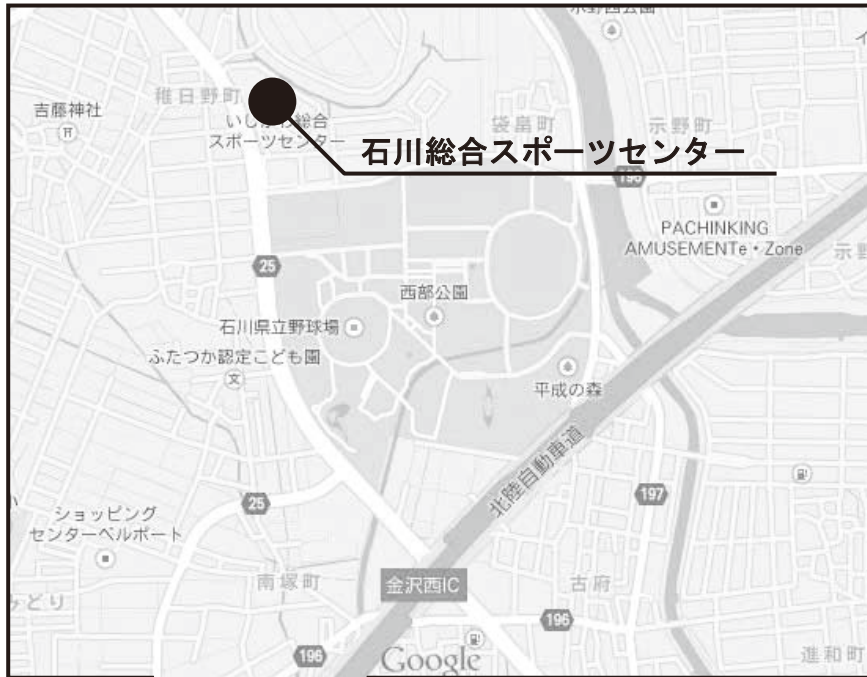 稚日野町
吉藤神社
いしかわ総合
スポーツセンター
石川総合スポーツセンター
袋畠町
示野町
PACHINKING
AMUSEMENTe・Zone
25
西部公園
石川県立野球場
ふたつか認定こども園
平成の森
北陸自動車道
197
25
ショッピング
センターベルポート
南塚町
金沢西IC
古府
196
196
Google
進和町